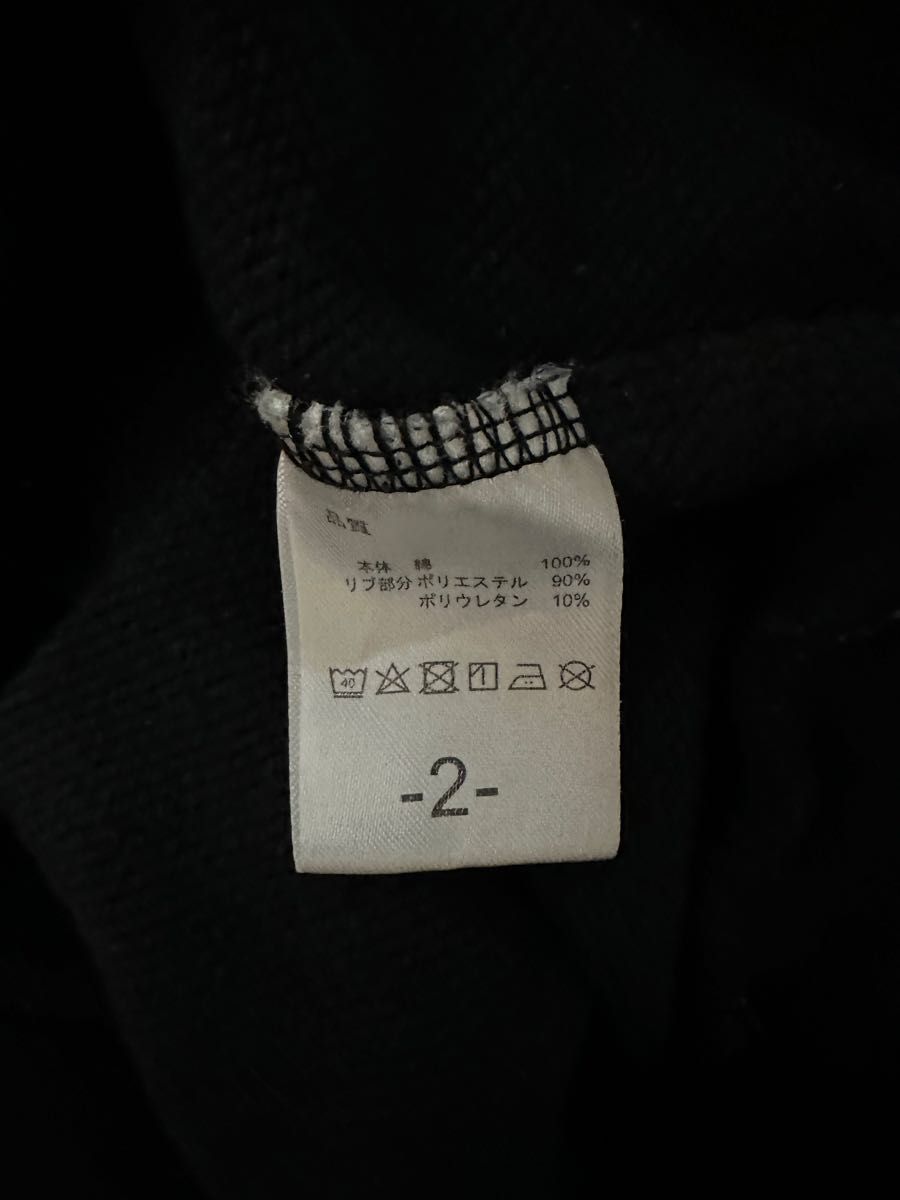 品質
本体 綿 100%
リブ部分 ポリエステル 90%
ポリウレタン 10%
40
-2-